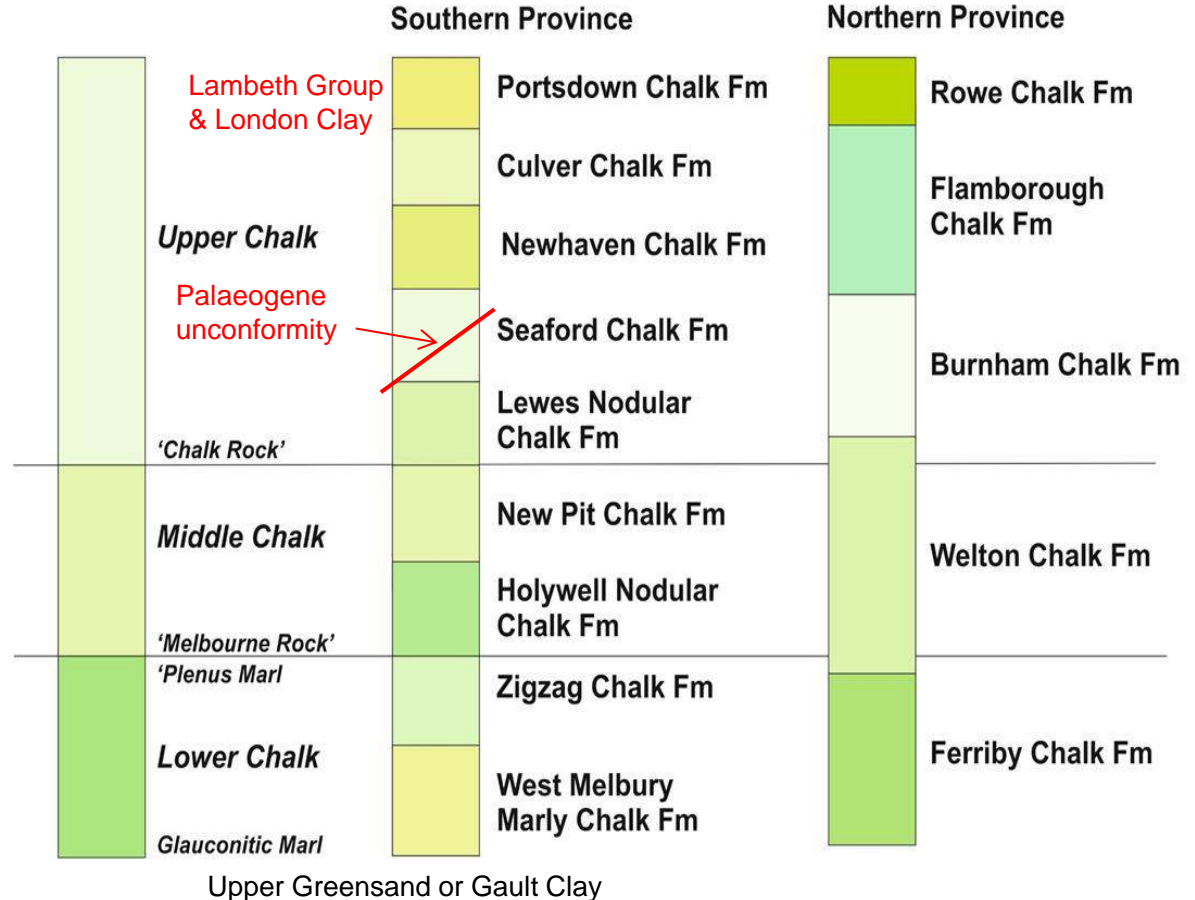 Southern Province
Northern Province
Lambeth Group
& London Clay
Upper Chalk
Palaeogene
unconformity
'Chalk Rock'
Middle Chalk
'Melbourne Rock'
'Plenus Marl
Lower Chalk
Glauconitic Marl
Portsdown Chalk Fm
Culver Chalk Fm
Newhaven Chalk Fm
Seaford Chalk Fm
Lewes Nodular
Chalk Fm
New Pit Chalk Fm
Holywell Nodular
Chalk Fm
Zigzag Chalk Fm
West Melbury
Marly Chalk Fm
Rowe Chalk Fm
Flamborough
Chalk Fm
Burnham Chalk Fm
Welton Chalk Fm
Ferriby Chalk Fm
Upper Greensand or Gault Clay